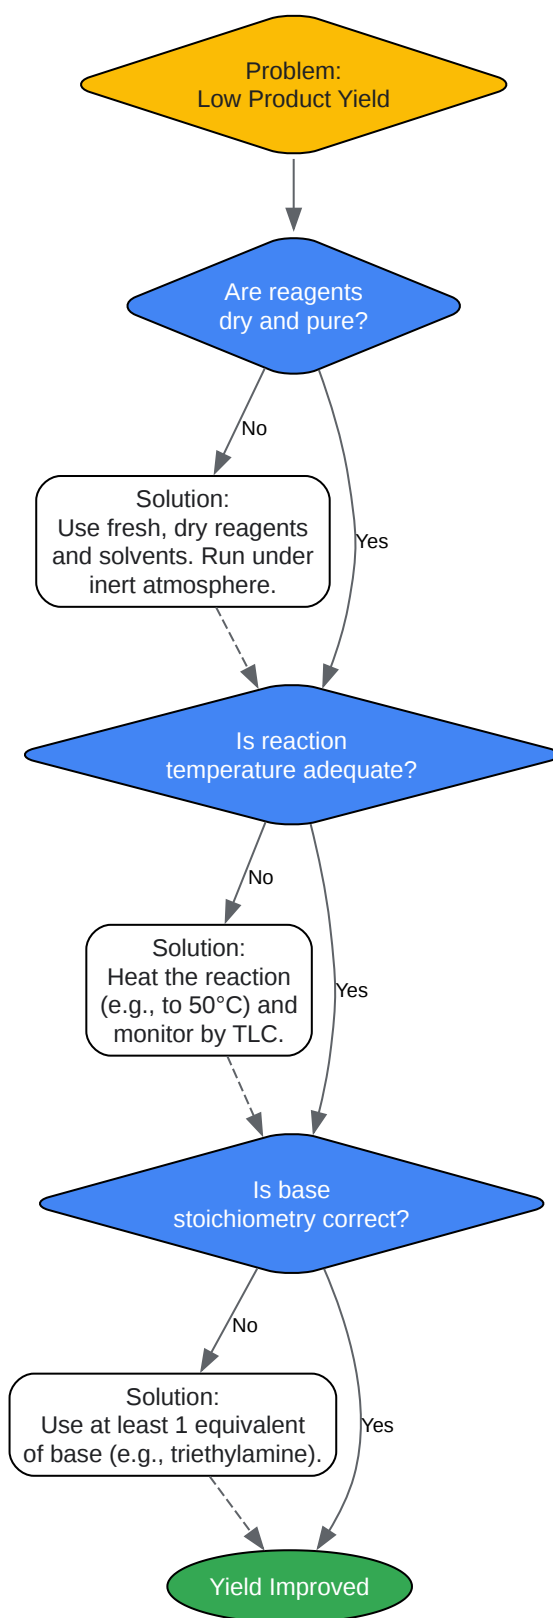 Problem:
Low Product Yield
Are reagents
dry and pure?
No
Solution:
Use fresh, dry reagents
and solvents. Run under
inert atmosphere.
Yes
Is reaction
temperature adequate?
No
Solution:
Heat the reaction
(e.g., to 50°C) and
monitor by TLC.
Yes
Is base
stoichiometry correct?
No
Solution:
Use at least 1 equivalent
of base (e.g., triethylamine).
Yes
Yield Improved